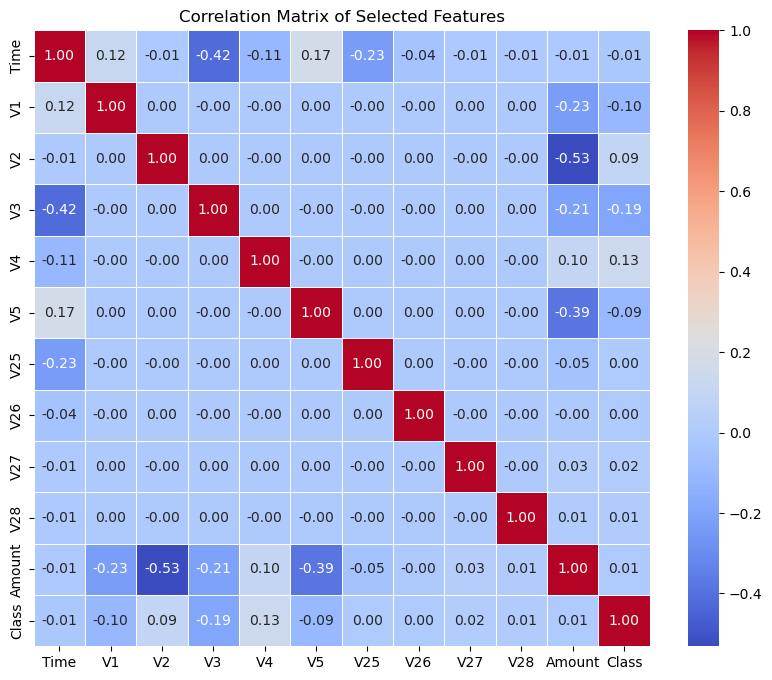 Correlation Matrix of Selected Features
Time 1.00 0.12 -0.01 -0.42 -0.11 0.17 -0.23 -0.04 -0.01 -0.01 -0.01 -0.01
V1 0.12 1.00 0.00 -0.00 -0.00 0.00 -0.00 -0.00 0.00 0.00 -0.23 -0.10
V2 -0.01 0.00 1.00 0.00 -0.00 0.00 -0.00 0.00 -0.00 -0.00 -0.53 0.09
V3 -0.42 -0.00 0.00 1.00 0.00 -0.00 -0.00 -0.00 0.00 0.00 -0.21 -0.19
V4 -0.11 -0.00 -0.00 0.00 1.00 -0.00 0.00 -0.00 0.00 -0.00 0.10 0.13
V5 0.17 0.00 0.00 -0.00 -0.00 1.00 0.00 0.00 0.00 -0.00 -0.39 -0.09
V25 -0.23 -0.00 -0.00 -0.00 0.00 0.00 1.00 0.00 -0.00 -0.00 -0.05 0.00
V26 -0.04 -0.00 0.00 -0.00 -0.00 0.00 0.00 1.00 -0.00 -0.00 -0.00 0.00
V27 -0.01 0.00 -0.00 0.00 0.00 0.00 -0.00 -0.00 1.00 -0.00 0.03 0.02
V28 -0.01 0.00 -0.00 0.00 -0.00 -0.00 -0.00 -0.00 -0.00 1.00 0.01 0.01
Amount -0.01 -0.23 -0.53 -0.21 0.10 -0.39 -0.05 -0.00 0.03 0.01 1.00 0.01
Class -0.01 -0.10 0.09 -0.19 0.13 -0.09 0.00 0.00 0.02 0.01 0.01 1.00
Time V1 V2 V3 V4 V5 V25 V26 V27 V28 Amount Class
1.0
0.8
0.6
0.4
0.2
0.0
−0.2
−0.4